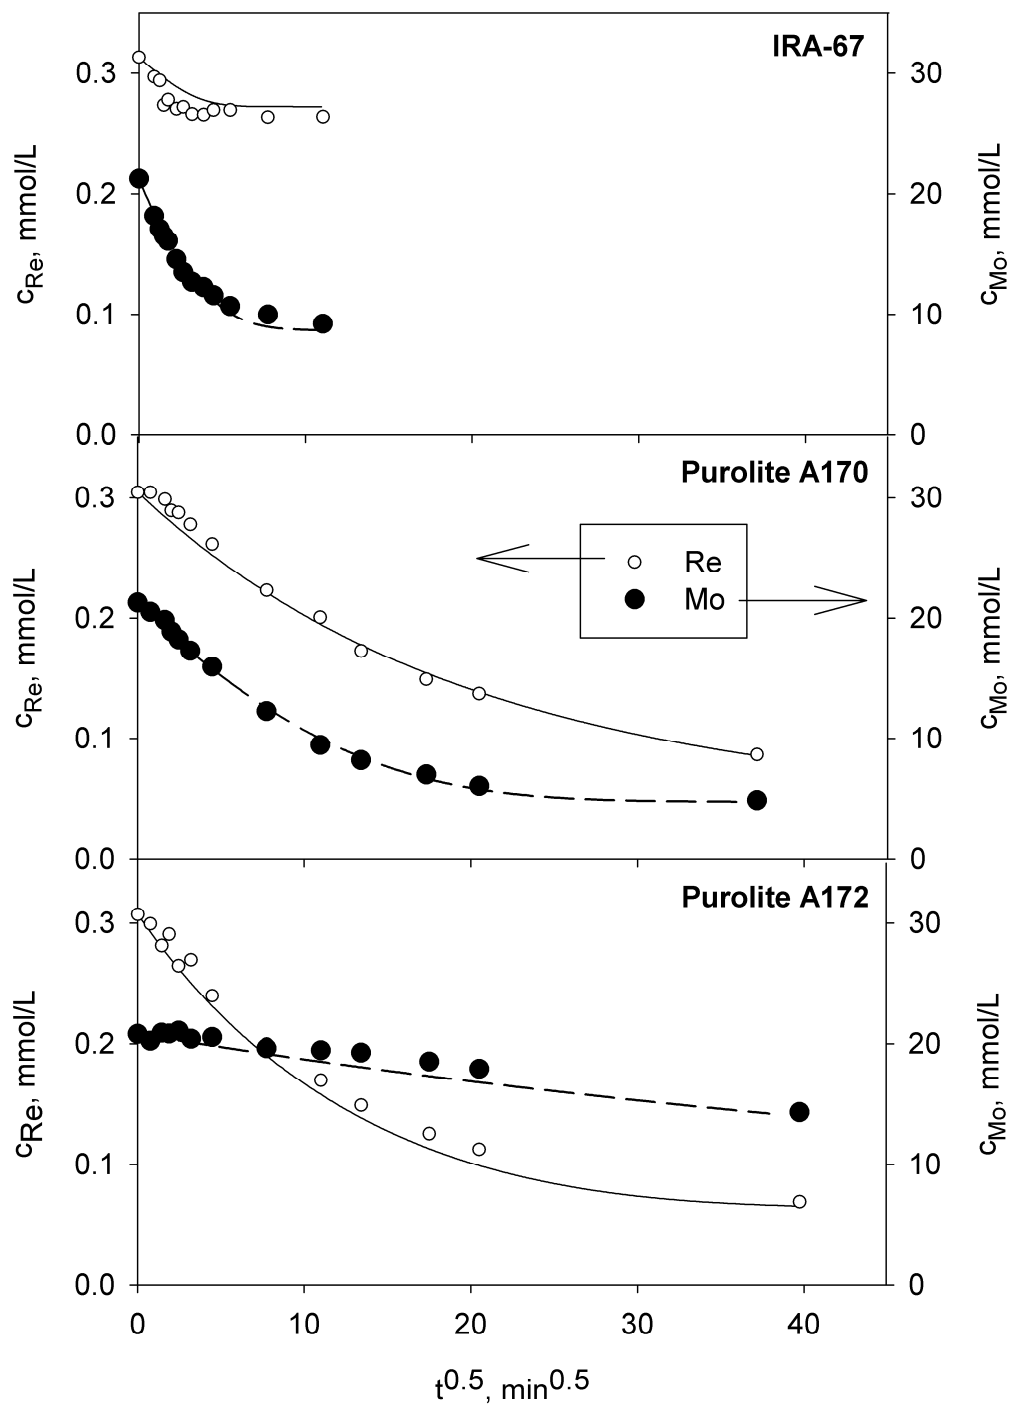 IRA-67
0.3
30
0.2
20
0.1
10
0.0
0
cRe, mmol/L
cMo, mmol/L
Purolite A170
0.3
30
Re
Mo
0.2
20
0.1
10
0.0
0
cRe, mmol/L
cMo, mmol/L
Purolite A172
0.3
30
0.2
20
0.1
10
0.0
0
cRe, mmol/L
cMo, mmol/L
0 10 20 30 40
t0.5, min0.5